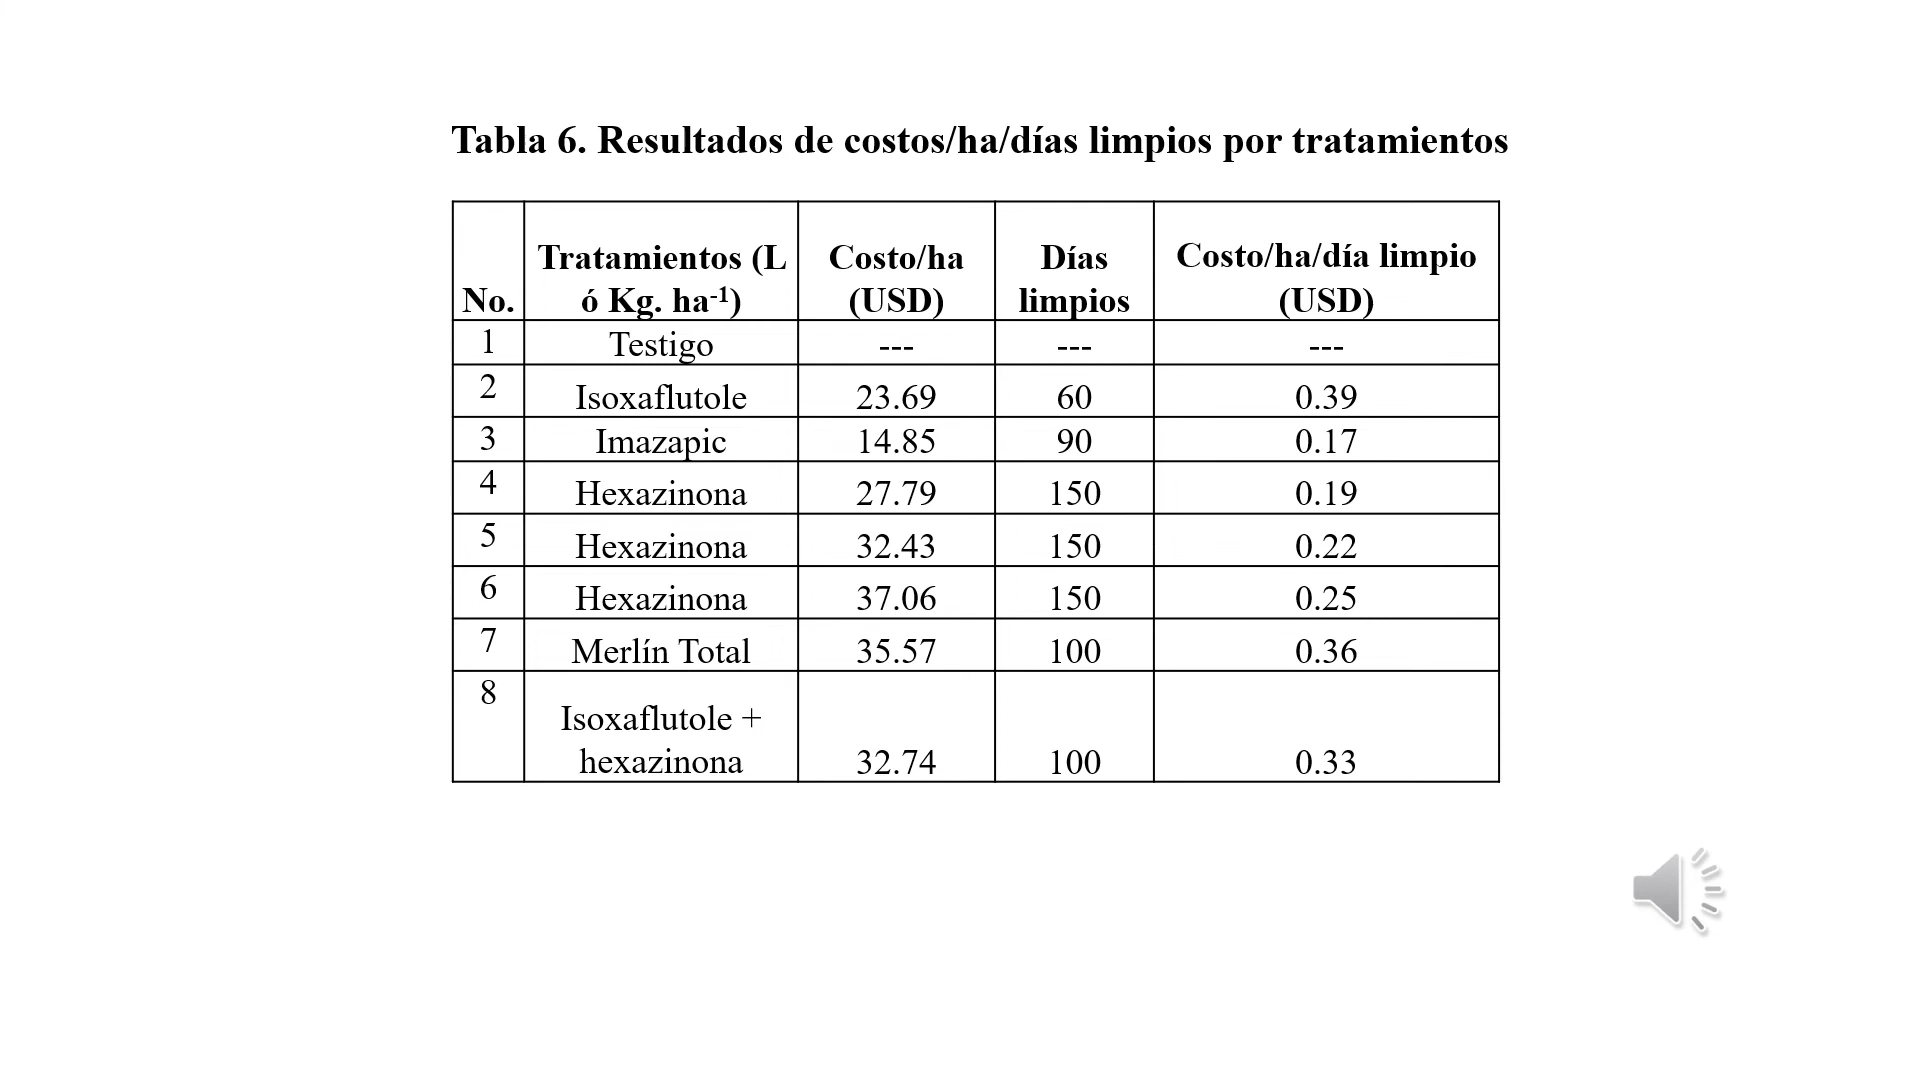 Tabla 6. Resultados de costos/ha/días limpios por tratamientos
No. Tratamientos (L ó Kg. ha-1) Costo/ha (USD) Días limpios Costo/ha/día limpio (USD)
1 Testigo --- --- ---
2 Isoxaflutole 23.69 60 0.39
3 Imazapic 14.85 90 0.17
4 Hexazinona 27.79 150 0.19
5 Hexazinona 32.43 150 0.22
6 Hexazinona 37.06 150 0.25
7 Merlín Total 35.57 100 0.36
8 Isoxaflutole + hexazinona 32.74 100 0.33